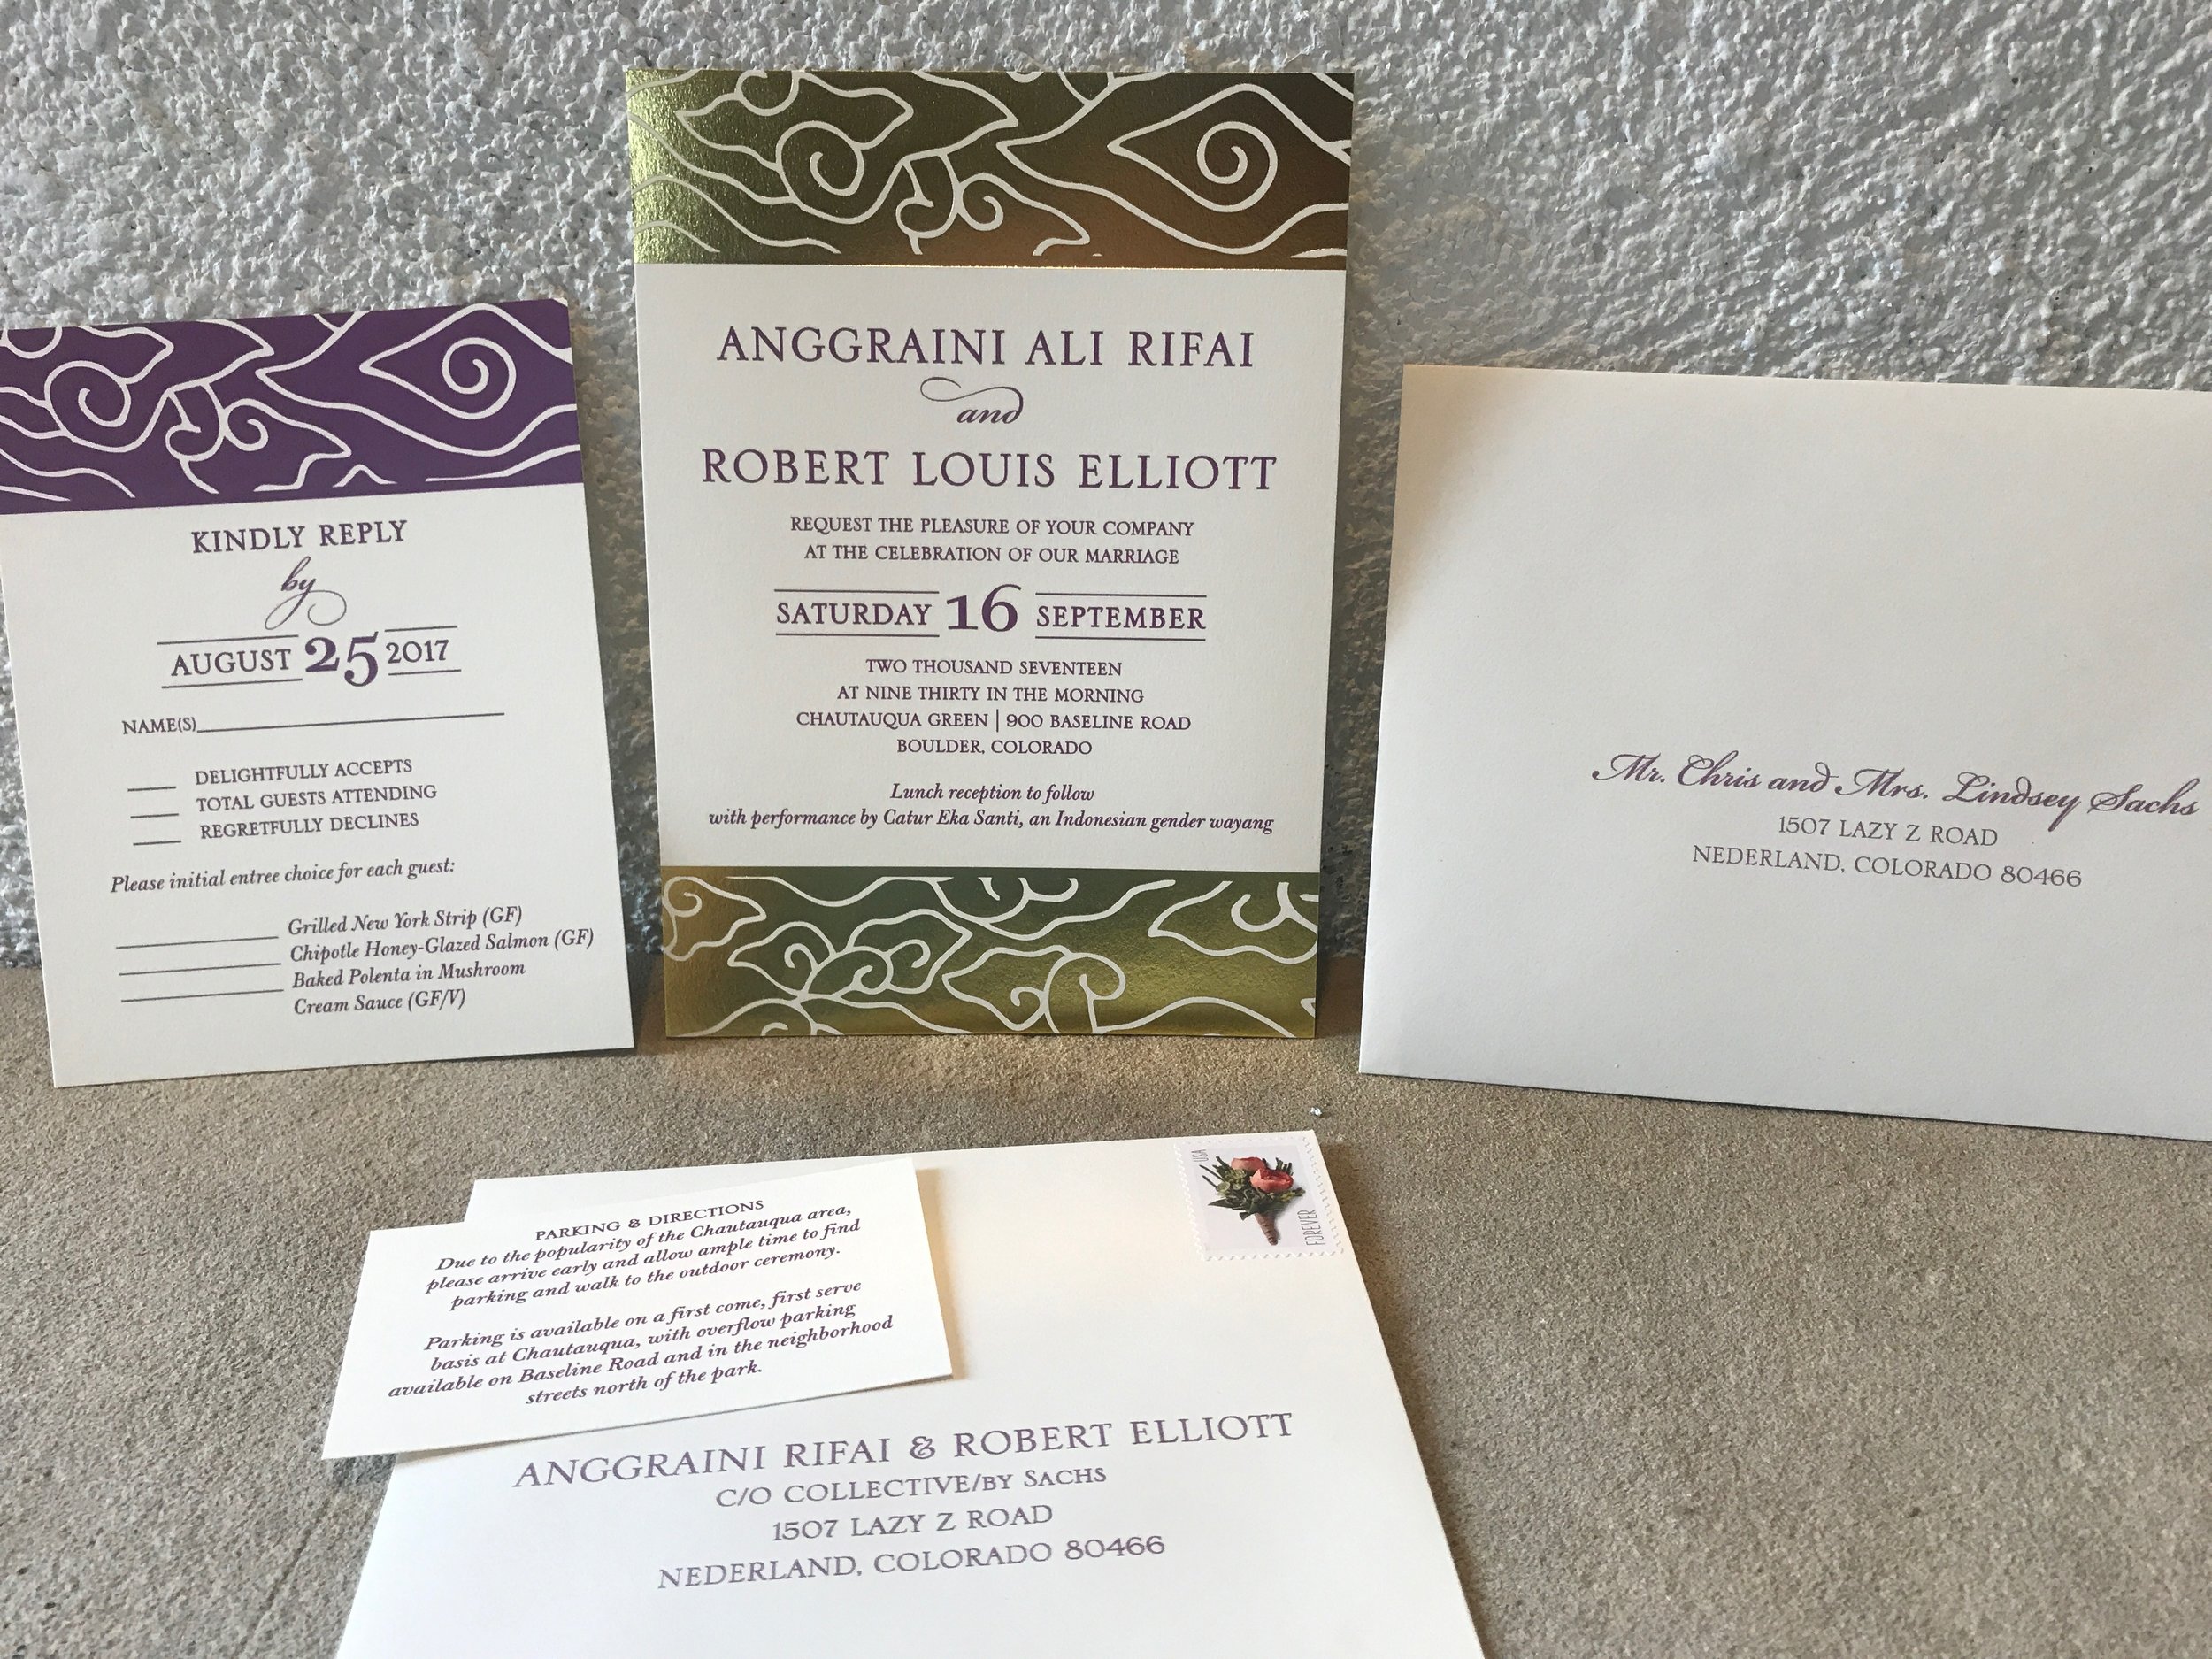 KINDLY REPLY
by
AUGUST 25 2017
NAME(S)
DELIGHTFULLY ACCEPTS
TOTAL GUESTS ATTENDING
REGRETFULLY DECLINES
Please initial entree choice for each guest:
Grilled New York Strip (GF)
Chipotle Honey-Glazed Salmon (GF)
Baked Polenta in Mushroom
Cream Sauce (GF/V)
ANGGRAINI ALI RIFAI
and
ROBERT LOUIS ELLIOTT
REQUEST THE PLEASURE OF YOUR COMPANY
AT THE CELEBRATION OF OUR MARRIAGE
SATURDAY 16 SEPTEMBER
TWO THOUSAND SEVENTEEN
AT NINE THIRTY IN THE MORNING
CHAUTAUQUA GREEN | 900 BASELINE ROAD
BOULDER, COLORADO
Lunch reception to follow
with performance by Catur Eka Santi, an Indonesian gender wayang
Mr. Chris and Mrs. Lindsey Sachs
1507 LAZY Z ROAD
NEDERLAND, COLORADO 80466
PARKING & DIRECTIONS
Due to the popularity of the Chautauqua area,
please arrive early and allow ample time to find
parking and walk to the outdoor ceremony.
Parking is available on a first come, first serve
basis at Chautauqua, with overflow parking
available on Baseline Road and in the neighborhood
streets north of the park.
USA
FOREVER
ANGGRAINI RIFAI & ROBERT ELLIOTT
C/O COLLECTIVE/BY SACHS
1507 LAZY Z ROAD
NEDERLAND, COLORADO 80466